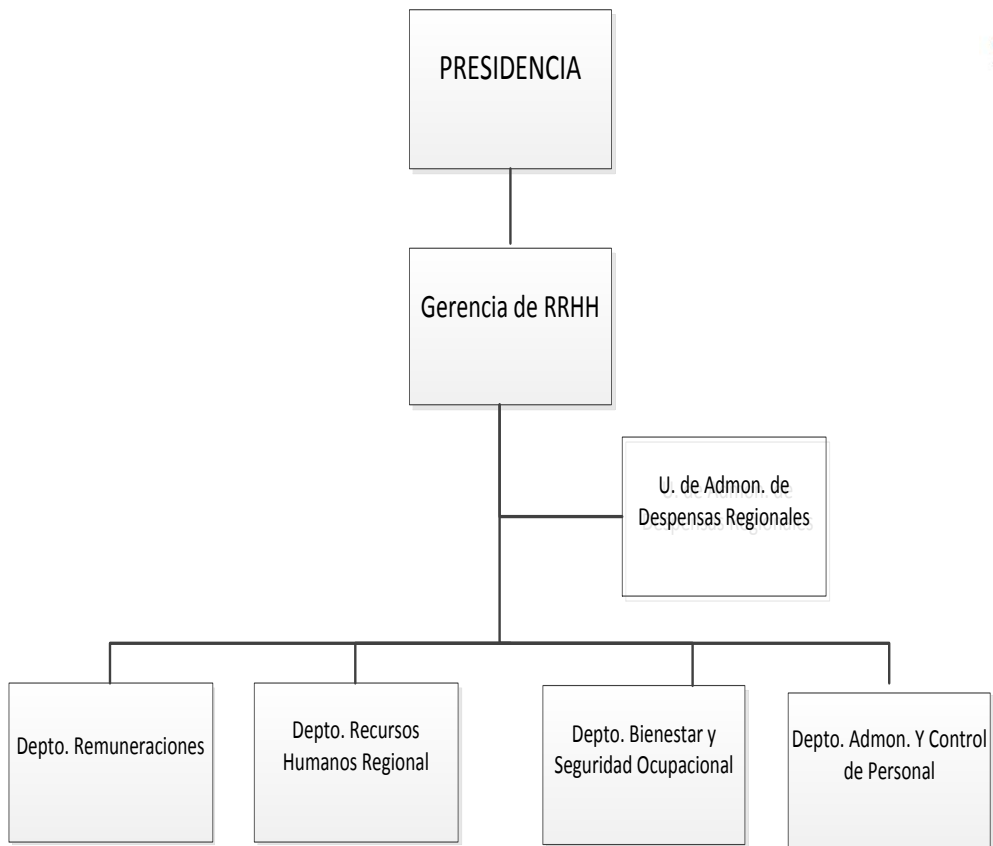 PRESIDENCIA
Gerencia de RRHH
U. de Admon. de
Despensas Regionales
Depto. Remuneraciones
Depto. Recursos
Humanos Regional
Depto. Bienestar y
Seguridad Ocupacional
Depto. Admon. Y Control
de Personal